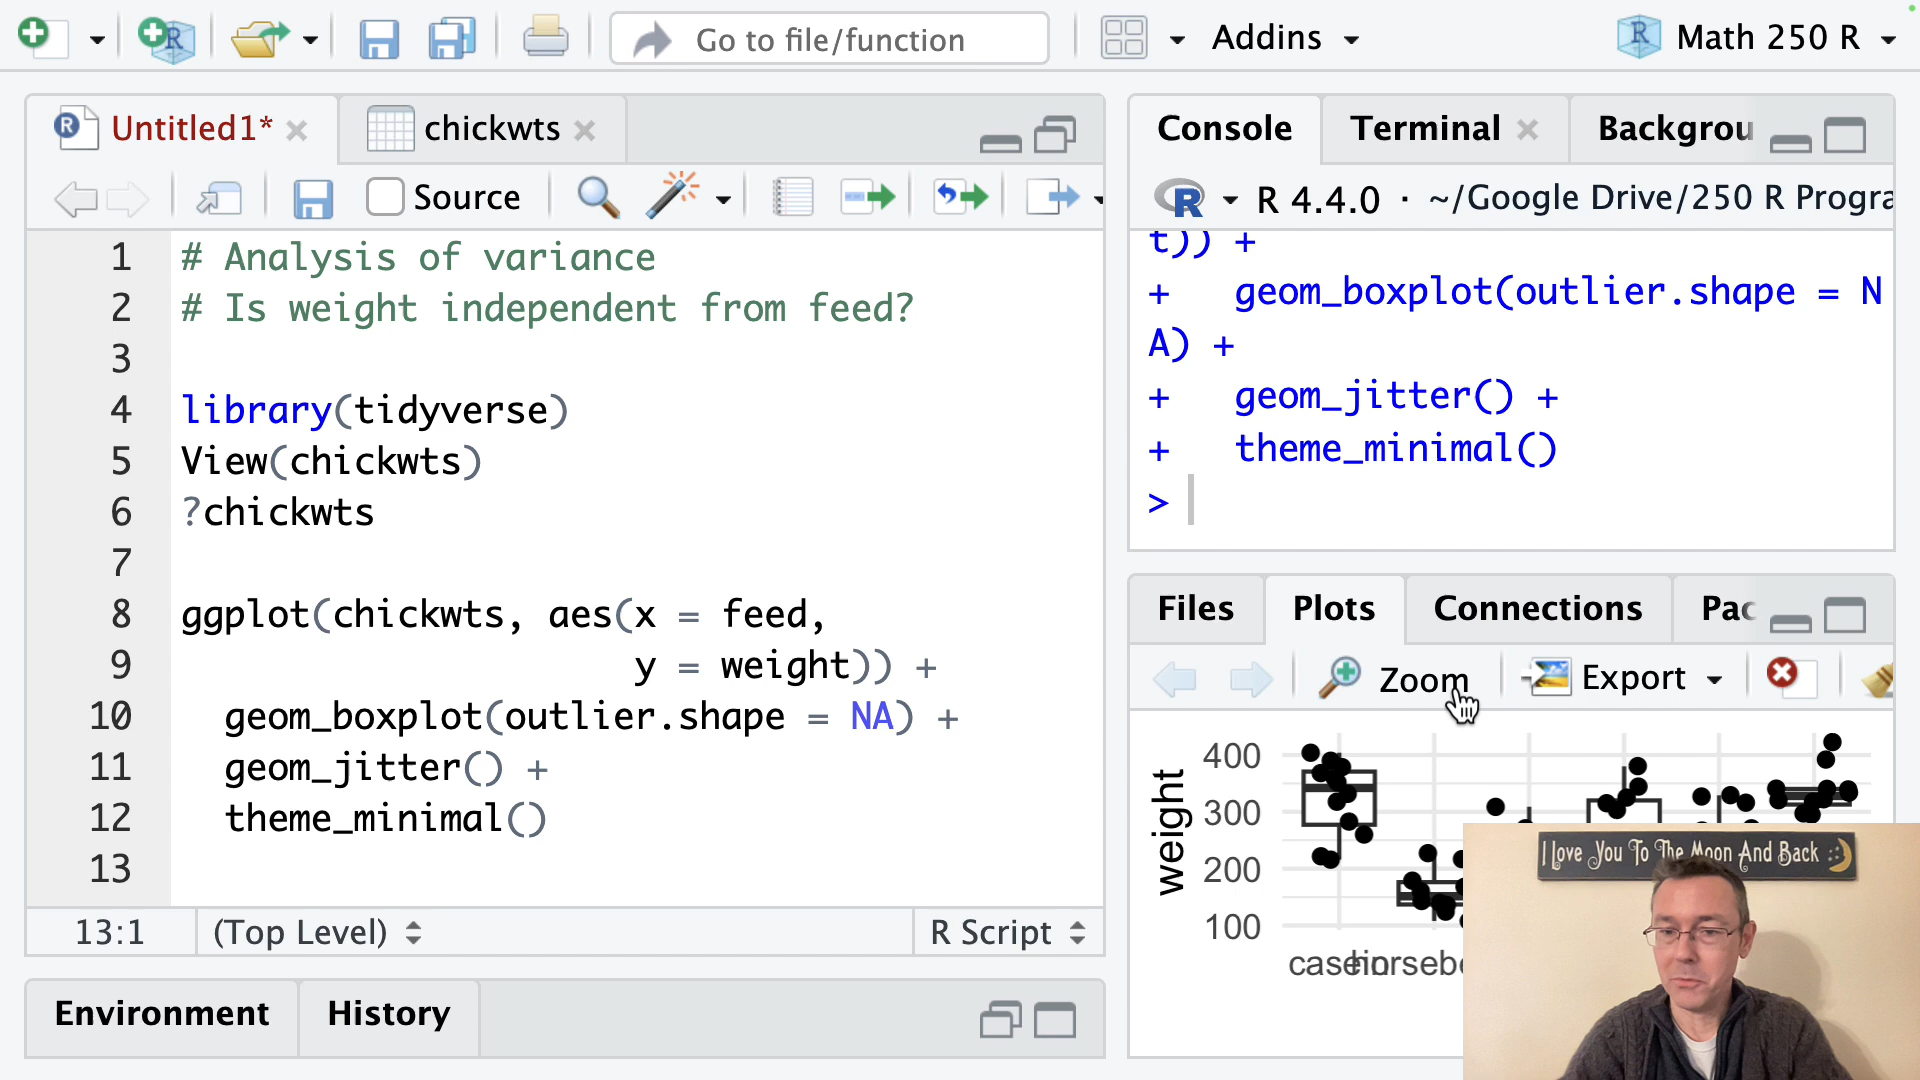 Go to file/function
Addins
Math 250 R
Untitled1*
chickwts
Source
1 # Analysis of variance
2 # Is weight independent from feed?
3
4 library(tidyverse)
5 View(chickwts)
6 ?chickwts
7
8 ggplot(chickwts, aes(x = feed,
9 y = weight)) +
10 geom_boxplot(outlier.shape = NA) +
11 geom_jitter() +
12 theme_minimal()
13
13:1
(Top Level)
R Script
Environment
History
Console
Terminal
Backgrou
R 4.4.0 · ~/Google Drive/250 R Progra
t)) +
+ geom_boxplot(outlier.shape = N
A) +
+ geom_jitter() +
+ theme_minimal()
>
Files
Plots
Connections
Pac
Zoom
Export
weight
400
300
200
100
casein
horsebe
I Love You To The Moon And Back